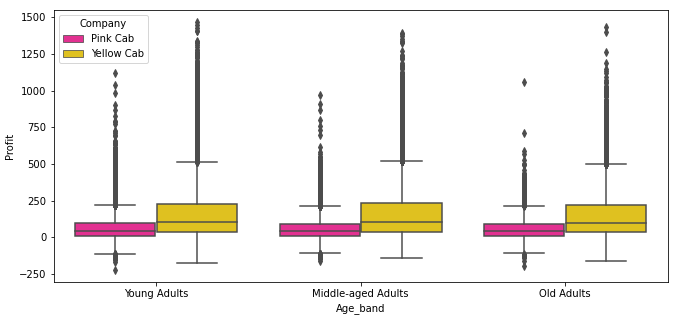 Company
Pink Cab
Yellow Cab
1500
1250
1000
750
500
250
0
−250
Profit
Young Adults
Middle-aged Adults
Old Adults
Age_band